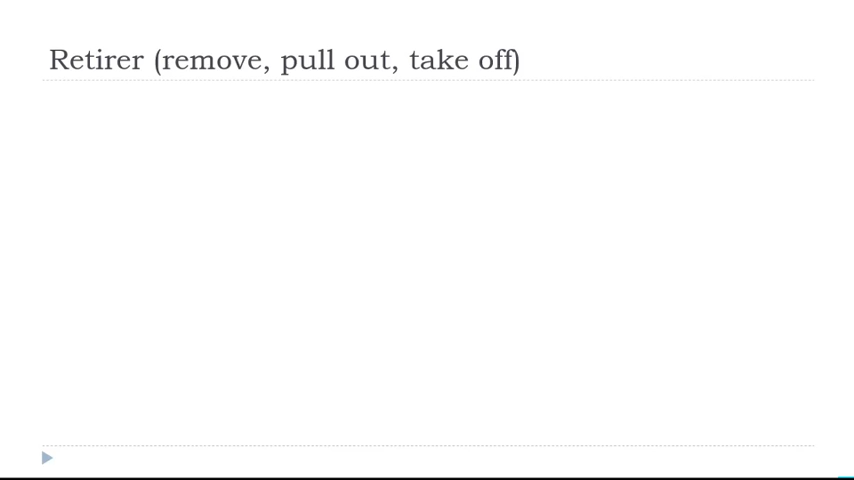 Retirer (remove, pull out, take off)